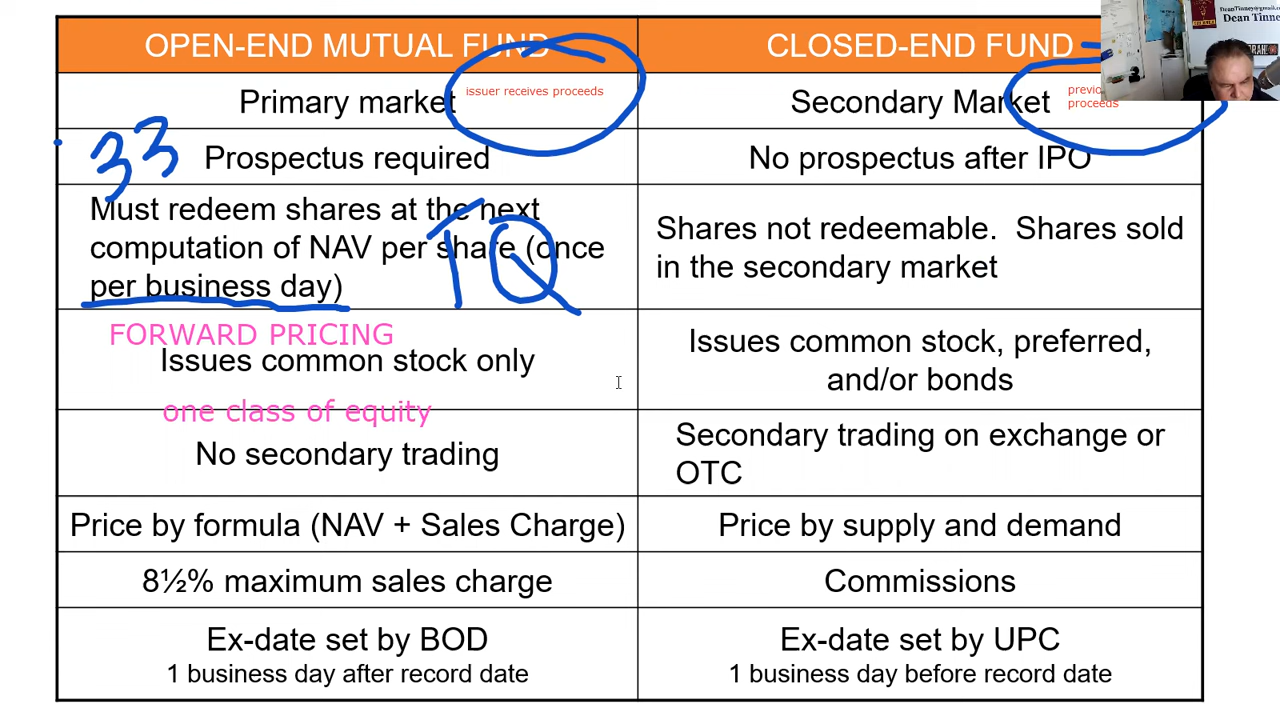 DeanTinney@gmail.
Dean Tinne
OPEN-END MUTUAL FUND
CLOSED-END FUND
Primary market
issuer receives proceeds
Secondary Market
proceeds
33
Prospectus required
No prospectus after IPO
Must redeem shares at the next
computation of NAV per share (once
per business day)
TQ
Shares not redeemable. Shares sold
in the secondary market
FORWARD PRICING
Issues common stock only
one class of equity
Issues common stock, preferred,
and/or bonds
No secondary trading
Secondary trading on exchange or
OTC
Price by formula (NAV + Sales Charge)
Price by supply and demand
8½% maximum sales charge
Commissions
Ex-date set by BOD
1 business day after record date
Ex-date set by UPC
1 business day before record date